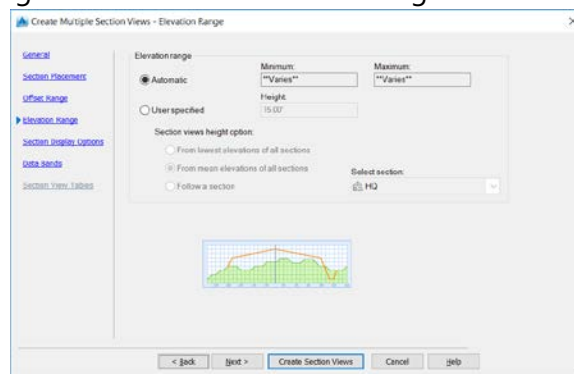 Create Multiple Section Views - Elevation Range
General
Section Placement
Offset Range
Elevation Range
Section Display Options
Data Bands
Section View Tables
Elevation range
Minimum:
Maximum:
Automatic
**Varies**
**Varies**
Height:
User specified
15.00'
Section views height option:
From lowest elevations of all sections
From mean elevations of all sections
Select section:
Follow a section
HQ
< Back
Next >
Create Section Views
Cancel
Help